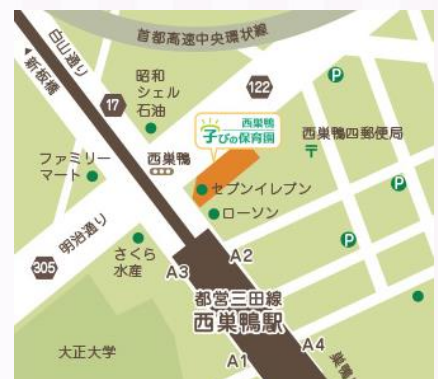 首都高速中央環状線
白山通り
◀新板橋
昭和
シェル
石油
17
122
P
西巣鴨
子びの保育園
西巣鴨四郵便局
〒
ファミリー
マート
西巣鴨
セブンイレブン
P
ローソン
明治通り
305
さくら
水産
A3
A2
P
都営三田線
西巣鴨駅
大正大学
A1
A4